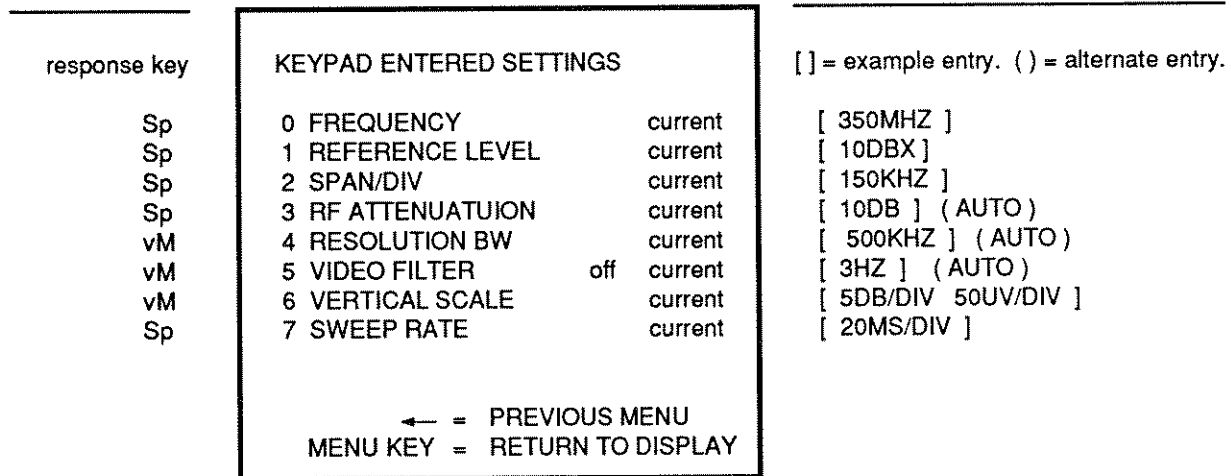 response key KEYPAD ENTERED SETTINGS [ ] = example entry. ( ) = alternate entry.
Sp 0 FREQUENCY current [ 350MHZ ]
Sp 1 REFERENCE LEVEL current [ 10DBX ]
Sp 2 SPAN/DIV current [ 150KHZ ]
Sp 3 RF ATTENUATUION current [ 10DB ] ( AUTO )
vM 4 RESOLUTION BW current [ 500KHZ ] ( AUTO )
vM 5 VIDEO FILTER off current [ 3HZ ] ( AUTO )
vM 6 VERTICAL SCALE current [ 5DB/DIV 50UV/DIV ]
Sp 7 SWEEP RATE current [ 20MS/DIV ]
← = PREVIOUS MENU
MENU KEY = RETURN TO DISPLAY